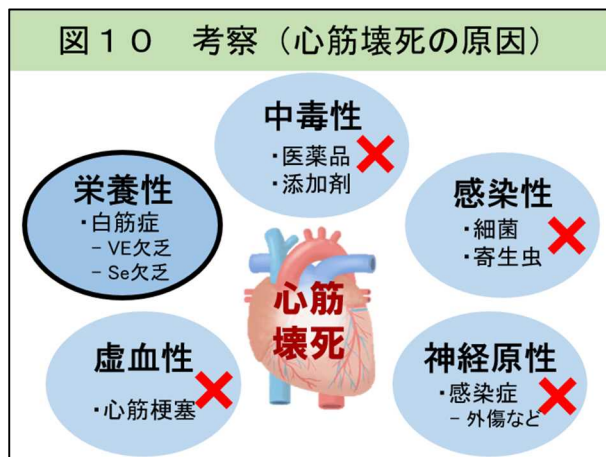 図１０ 考察（心筋壊死の原因）
中毒性
・医薬品
・添加剤
栄養性
・白筋症
－VE欠乏
－Se欠乏
感染性
・細菌
・寄生虫
心筋
壊死
虚血性
・心筋梗塞
神経原性
・感染症
－外傷など